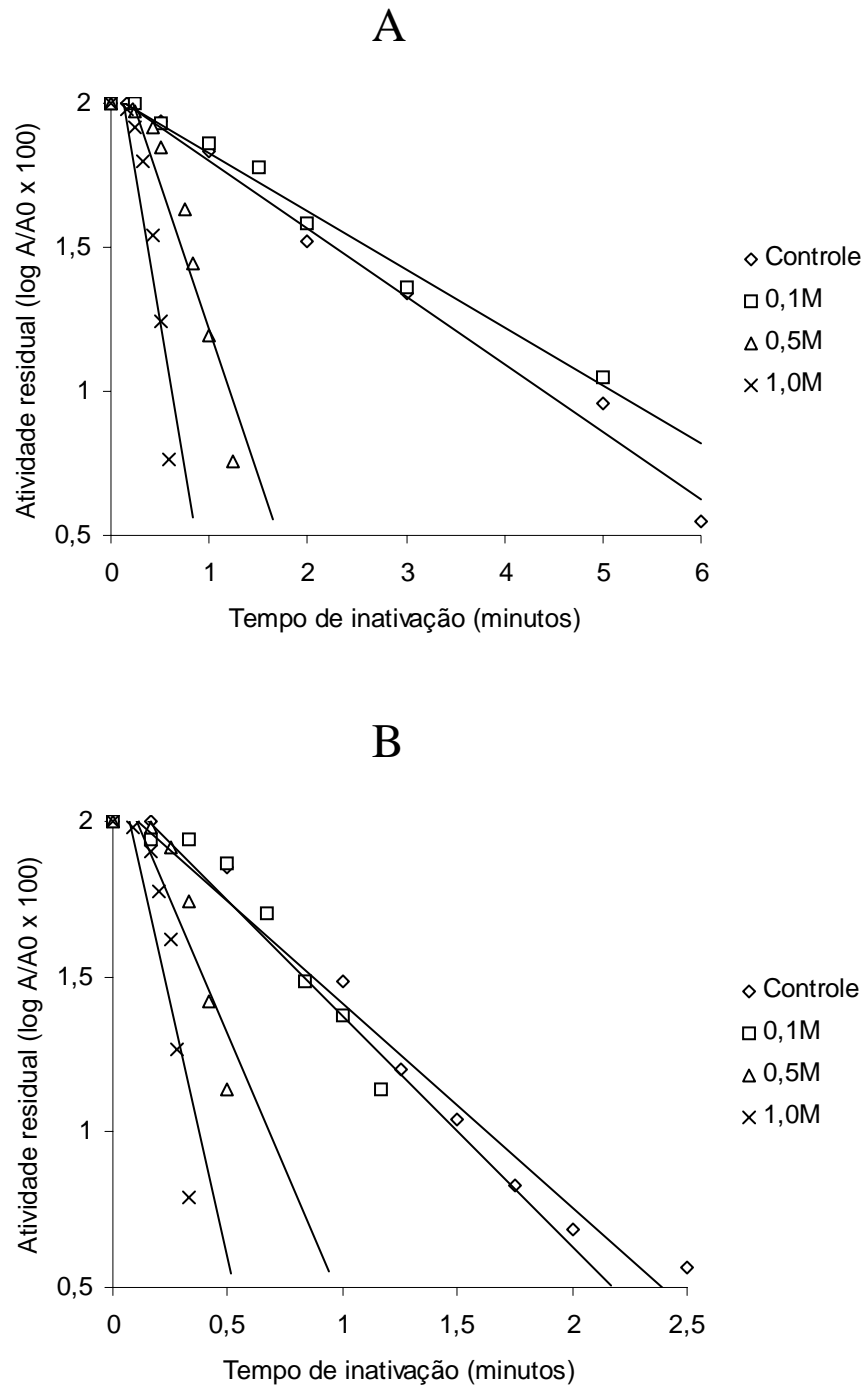 A
2
1,5
1
0,5
0 1 2 3 4 5 6
Atividade residual (log A/A0 x 100)
Tempo de inativação (minutos)
Controle
0,1M
0,5M
1,0M
B
2
1,5
1
0,5
0 0,5 1 1,5 2 2,5
Atividade residual (log A/A0 x 100)
Tempo de inativação (minutos)
Controle
0,1M
0,5M
1,0M